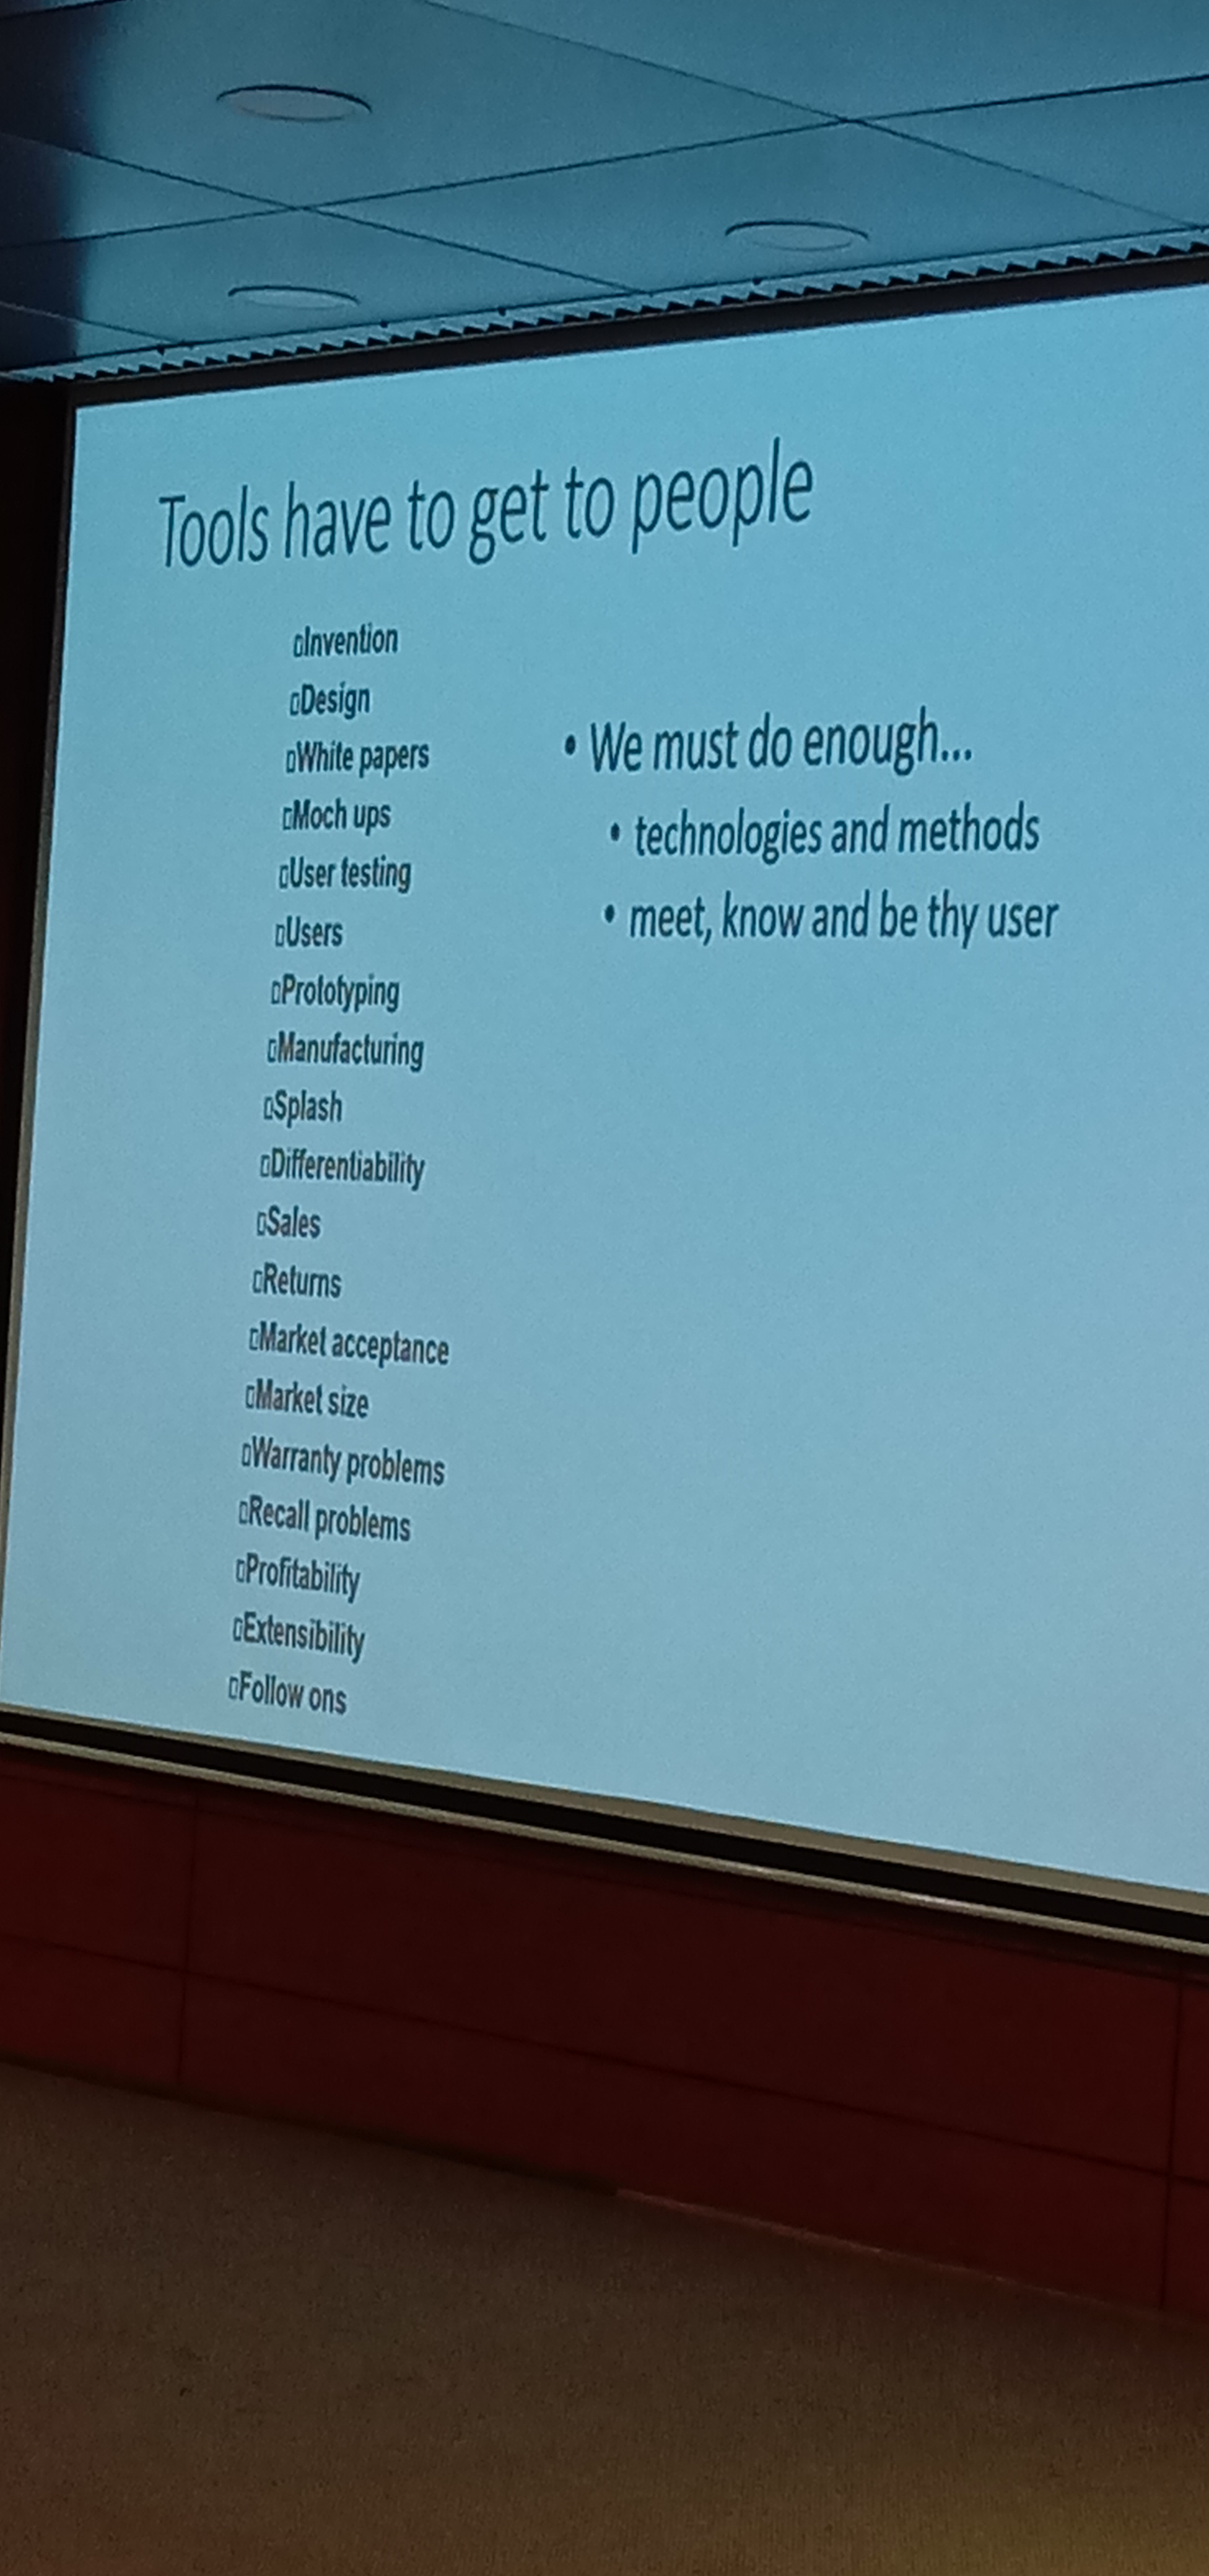 Tools have to get to people
▯Invention
▯Design
▯White papers
▯Moch ups
▯User testing
▯Users
▯Prototyping
▯Manufacturing
▯Splash
▯Differentiability
▯Sales
▯Returns
▯Market acceptance
▯Market size
▯Warranty problems
▯Recall problems
▯Profitability
▯Extensibility
▯Follow ons
• We must do enough...
• technologies and methods
• meet, know and be thy user